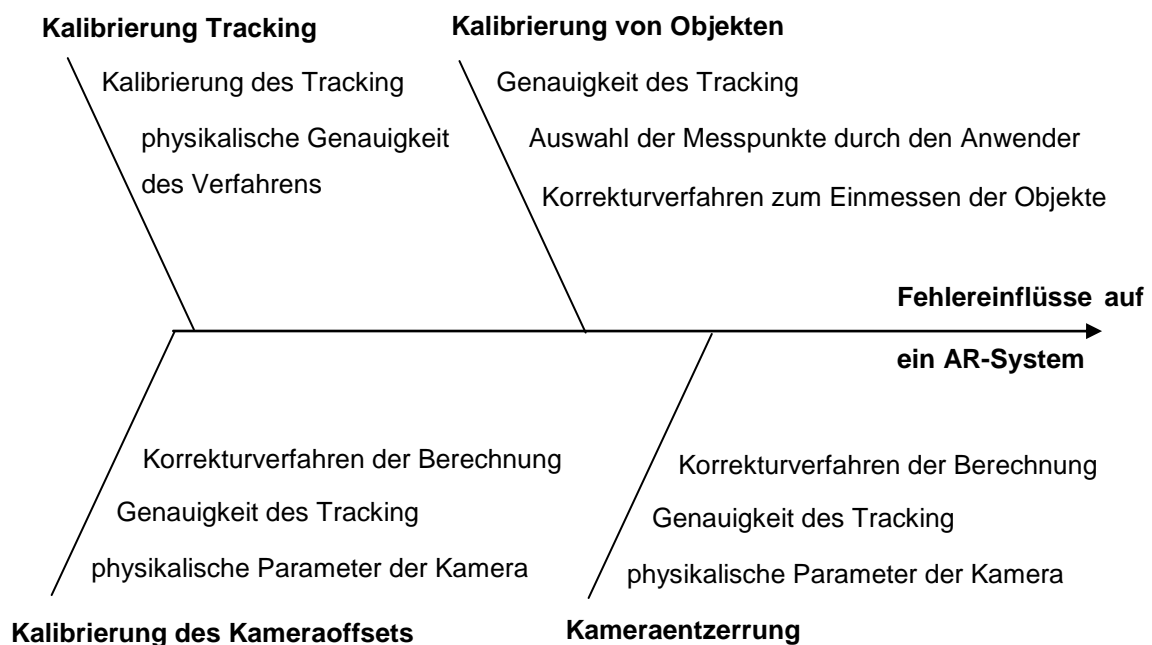 Kalibrierung Tracking
Kalibrierung des Tracking
physikalische Genauigkeit
des Verfahrens
Kalibrierung von Objekten
Genauigkeit des Tracking
Auswahl der Messpunkte durch den Anwender
Korrekturverfahren zum Einmessen der Objekte
Fehlereinflüsse auf
ein AR-System
Korrekturverfahren der Berechnung
Genauigkeit des Tracking
physikalische Parameter der Kamera
Kalibrierung des Kameraoffsets
Korrekturverfahren der Berechnung
Genauigkeit des Tracking
physikalische Parameter der Kamera
Kameraentzerrung